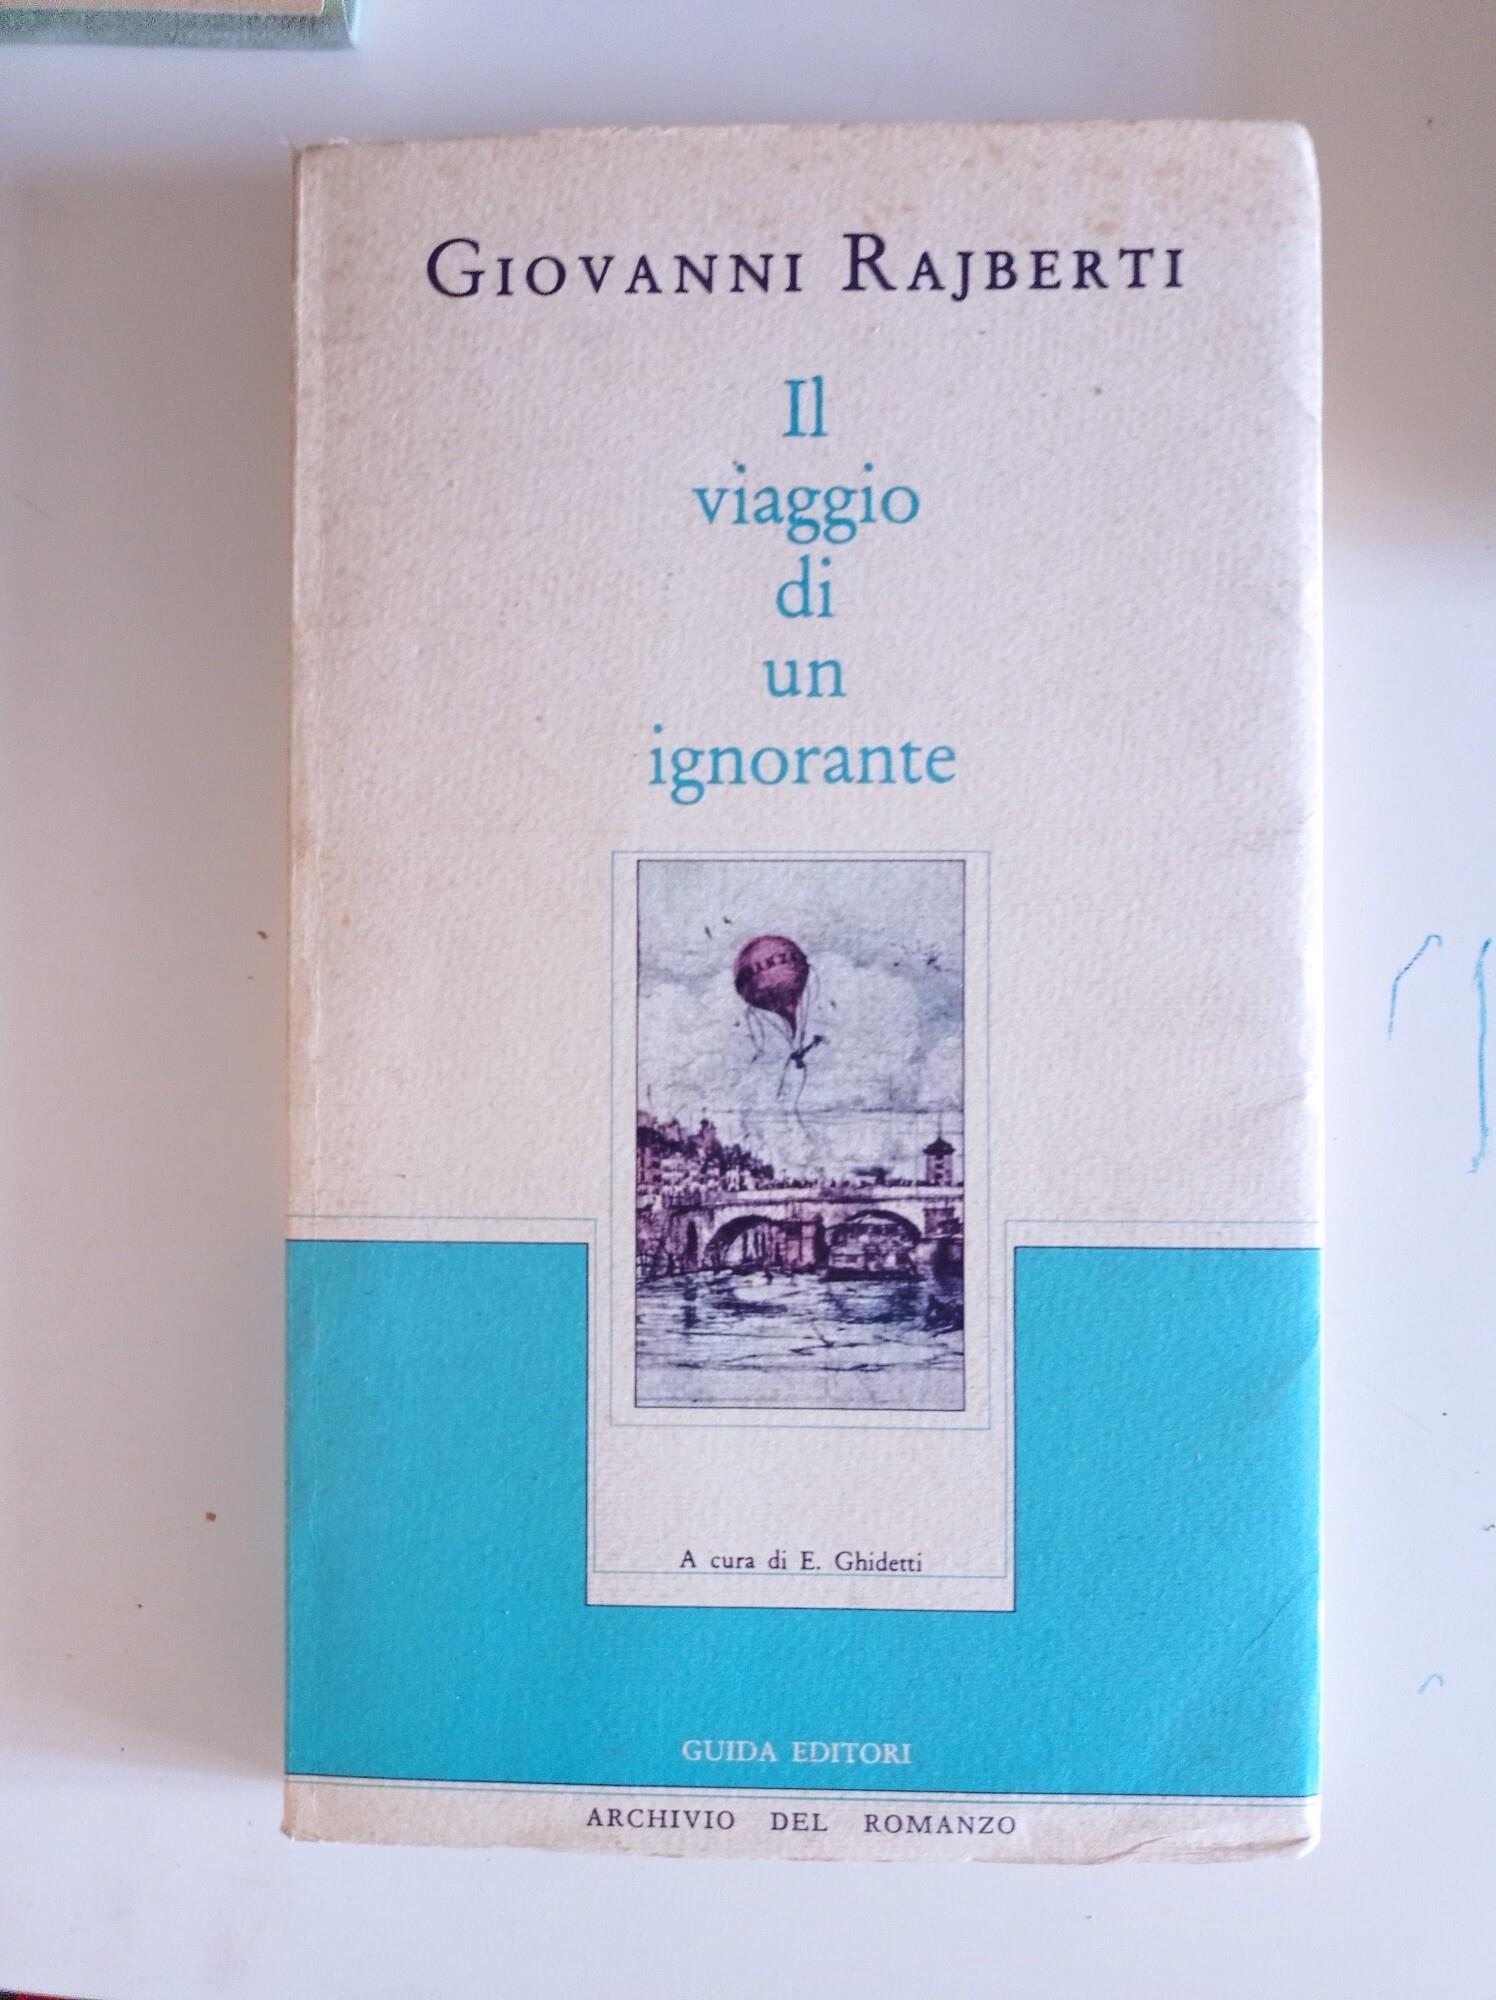 GIOVANNI RAJBERTI
Il
viaggio
di
un
ignorante
A cura di E. Ghidetti
GUIDA EDITORI
ARCHIVIO DEL ROMANZO